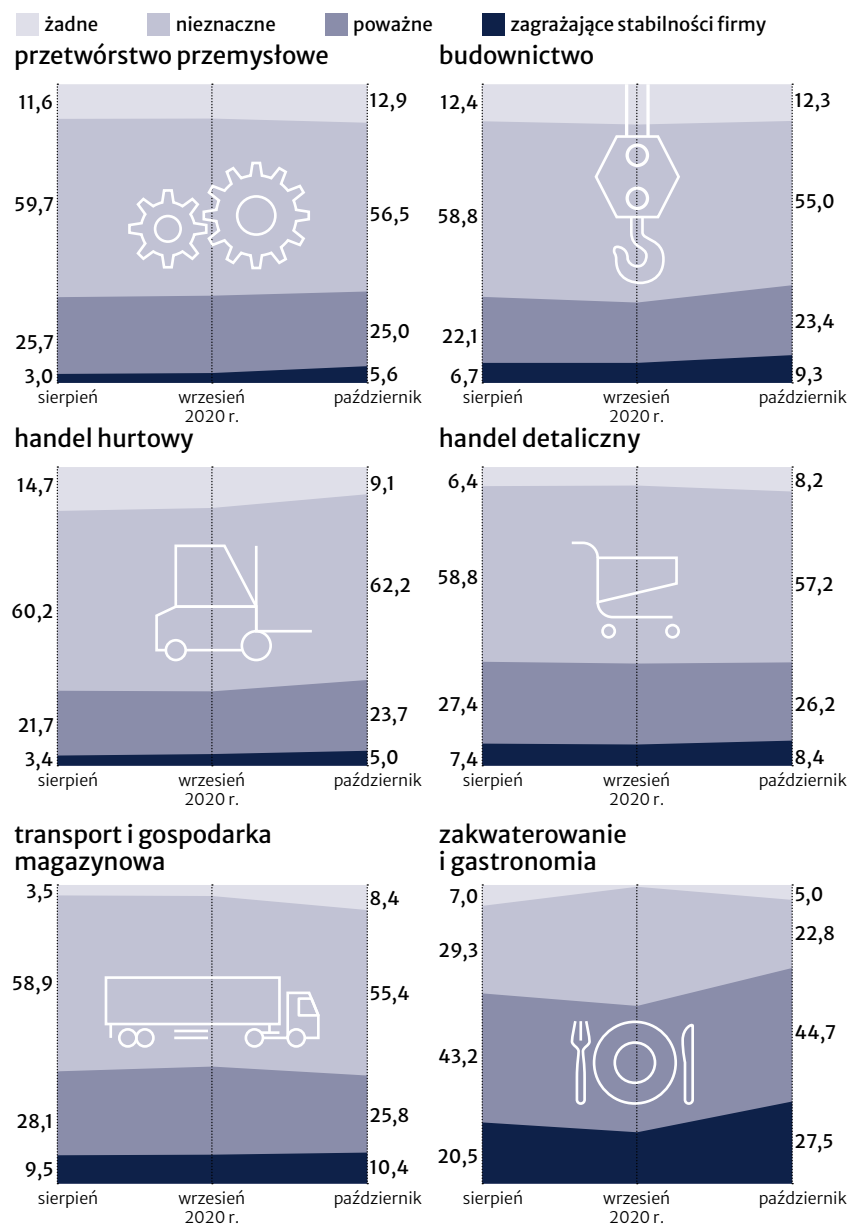 żadne nieznaczne poważne zagrażające stabilności firmy
przetwórstwo przemysłowe
11,6
59,7
25,7
3,0
12,9
56,5
25,0
5,6
sierpień wrzesień październik
2020 r.
budownictwo
12,4
58,8
22,1
6,7
12,3
55,0
23,4
9,3
sierpień wrzesień październik
2020 r.
handel hurtowy
14,7
60,2
21,7
3,4
9,1
62,2
23,7
5,0
sierpień wrzesień październik
2020 r.
handel detaliczny
6,4
58,8
27,4
7,4
8,2
57,2
26,2
8,4
sierpień wrzesień październik
2020 r.
transport i gospodarka
magazynowa
3,5
58,9
28,1
9,5
8,4
55,4
25,8
10,4
sierpień wrzesień październik
2020 r.
zakwaterowanie
i gastronomia
7,0
29,3
43,2
20,5
5,0
22,8
44,7
27,5
sierpień wrzesień październik
2020 r.